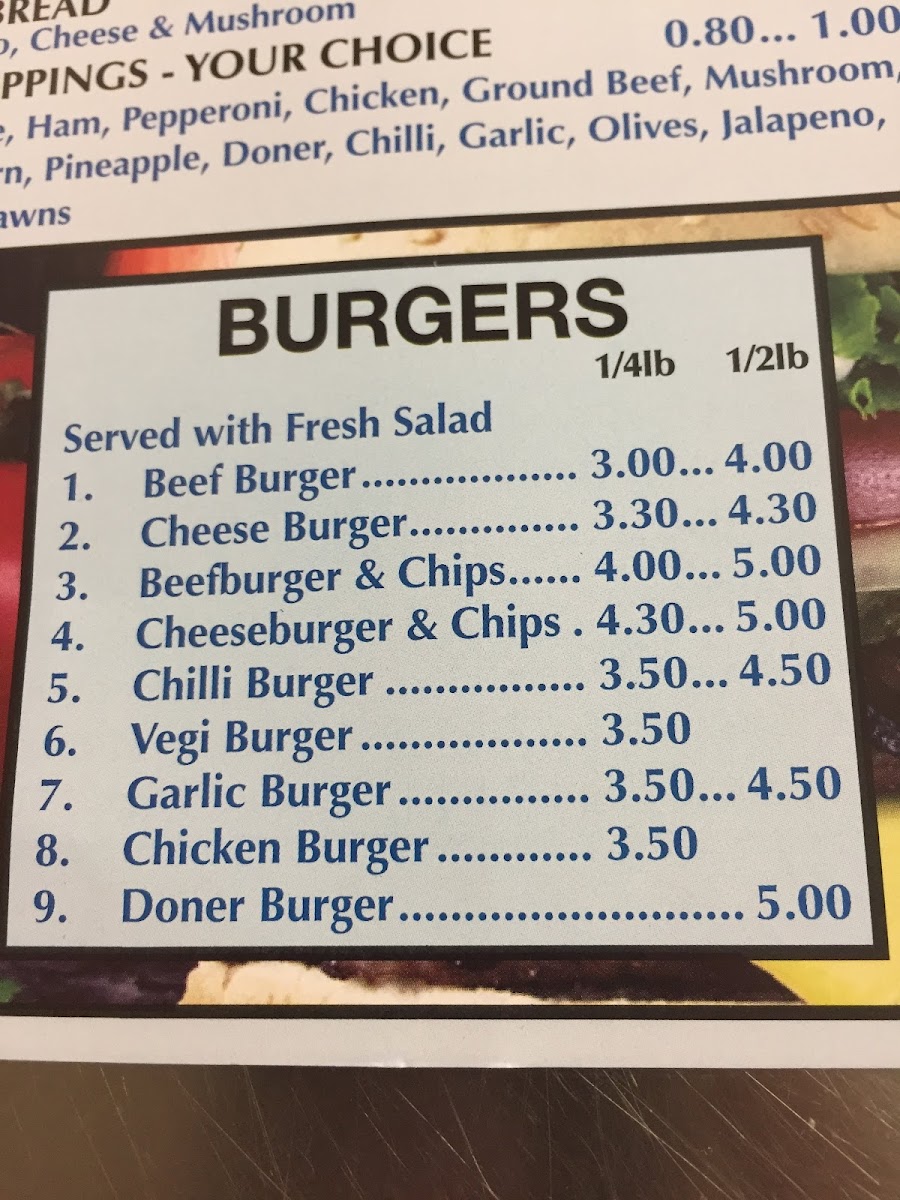 BREAD
, Cheese & Mushroom
PPINGS - YOUR CHOICE 0.80... 1.00
, Ham, Pepperoni, Chicken, Ground Beef, Mushroom,
Pineapple, Doner, Chilli, Garlic, Olives, Jalapeno,
awns
BURGERS
1/4lb 1/2lb
Served with Fresh Salad
1. Beef Burger.................. 3.00... 4.00
2. Cheese Burger.............. 3.30... 4.30
3. Beefburger & Chips...... 4.00... 5.00
4. Cheeseburger & Chips . 4.30... 5.00
5. Chilli Burger ................ 3.50... 4.50
6. Vegi Burger.................. 3.50
7. Garlic Burger............... 3.50... 4.50
8. Chicken Burger............ 3.50
9. Doner Burger.......................... 5.00